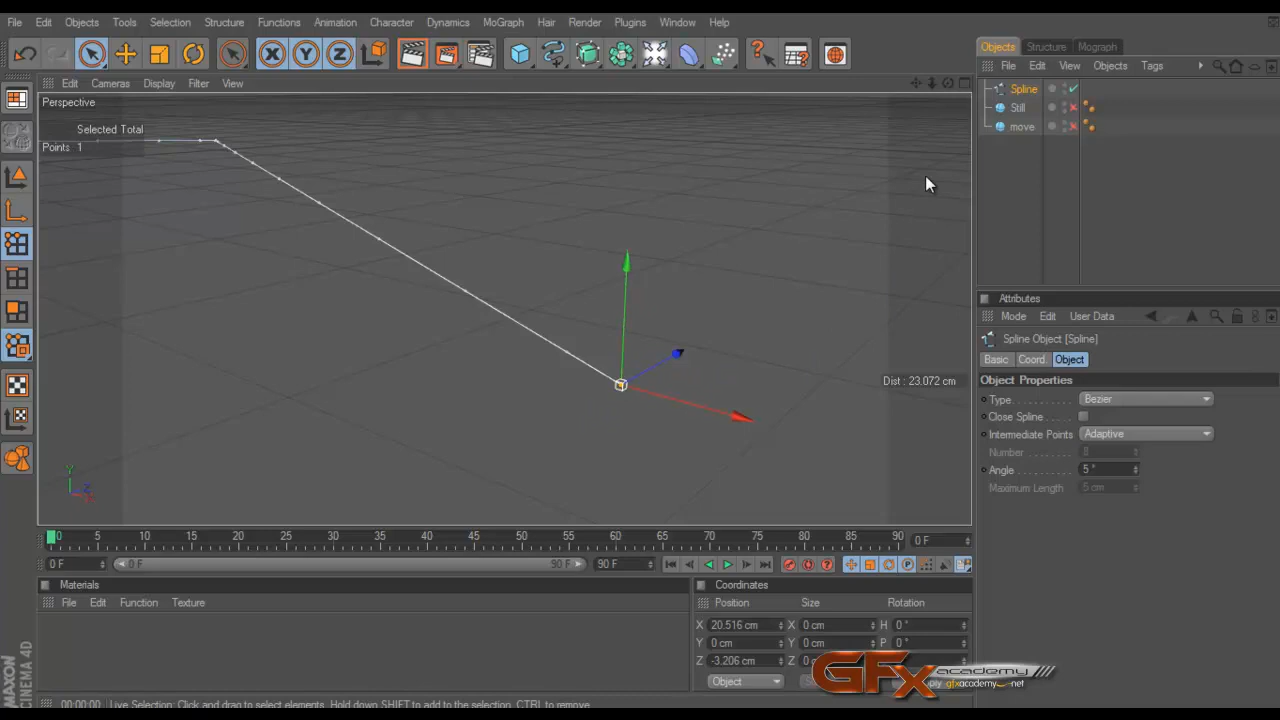 File Edit Objects Tools Selection Structure Functions Animation Character Dynamics MoGraph Hair Render Plugins Window Help
Objects Structure Mograph
File Edit View Objects Tags
Edit Cameras Display Filter View
Perspective
Selected Total
Points 1
Spline
Still
move
Dist : 23.072 cm
Y
Z
X
Attributes
Mode Edit User Data
Spline Object [Spline]
Basic Coord. Object
Object Properties
Type Bezier
Close Spline
Intermediate Points Adaptive
Number 8
Angle 5 °
Maximum Length 5 cm
0 5 10 15 20 25 30 35 40 45 50 55 60 65 70 75 80 85 90 0 F
0 F 0 F 90 F 90 F
Materials
File Edit Function Texture
Coordinates
Position Size Rotation
X 20.516 cm X 0 cm H 0 °
Y 0 cm Y 0 cm P 0 °
Z -3.206 cm Z
Object
GFX academy
gfxacademy.net
MAXON
CINEMA 4D
00:00:00 Live Selection: Click and drag to select elements. Hold down SHIFT to add to the selection, CTRL to remove.